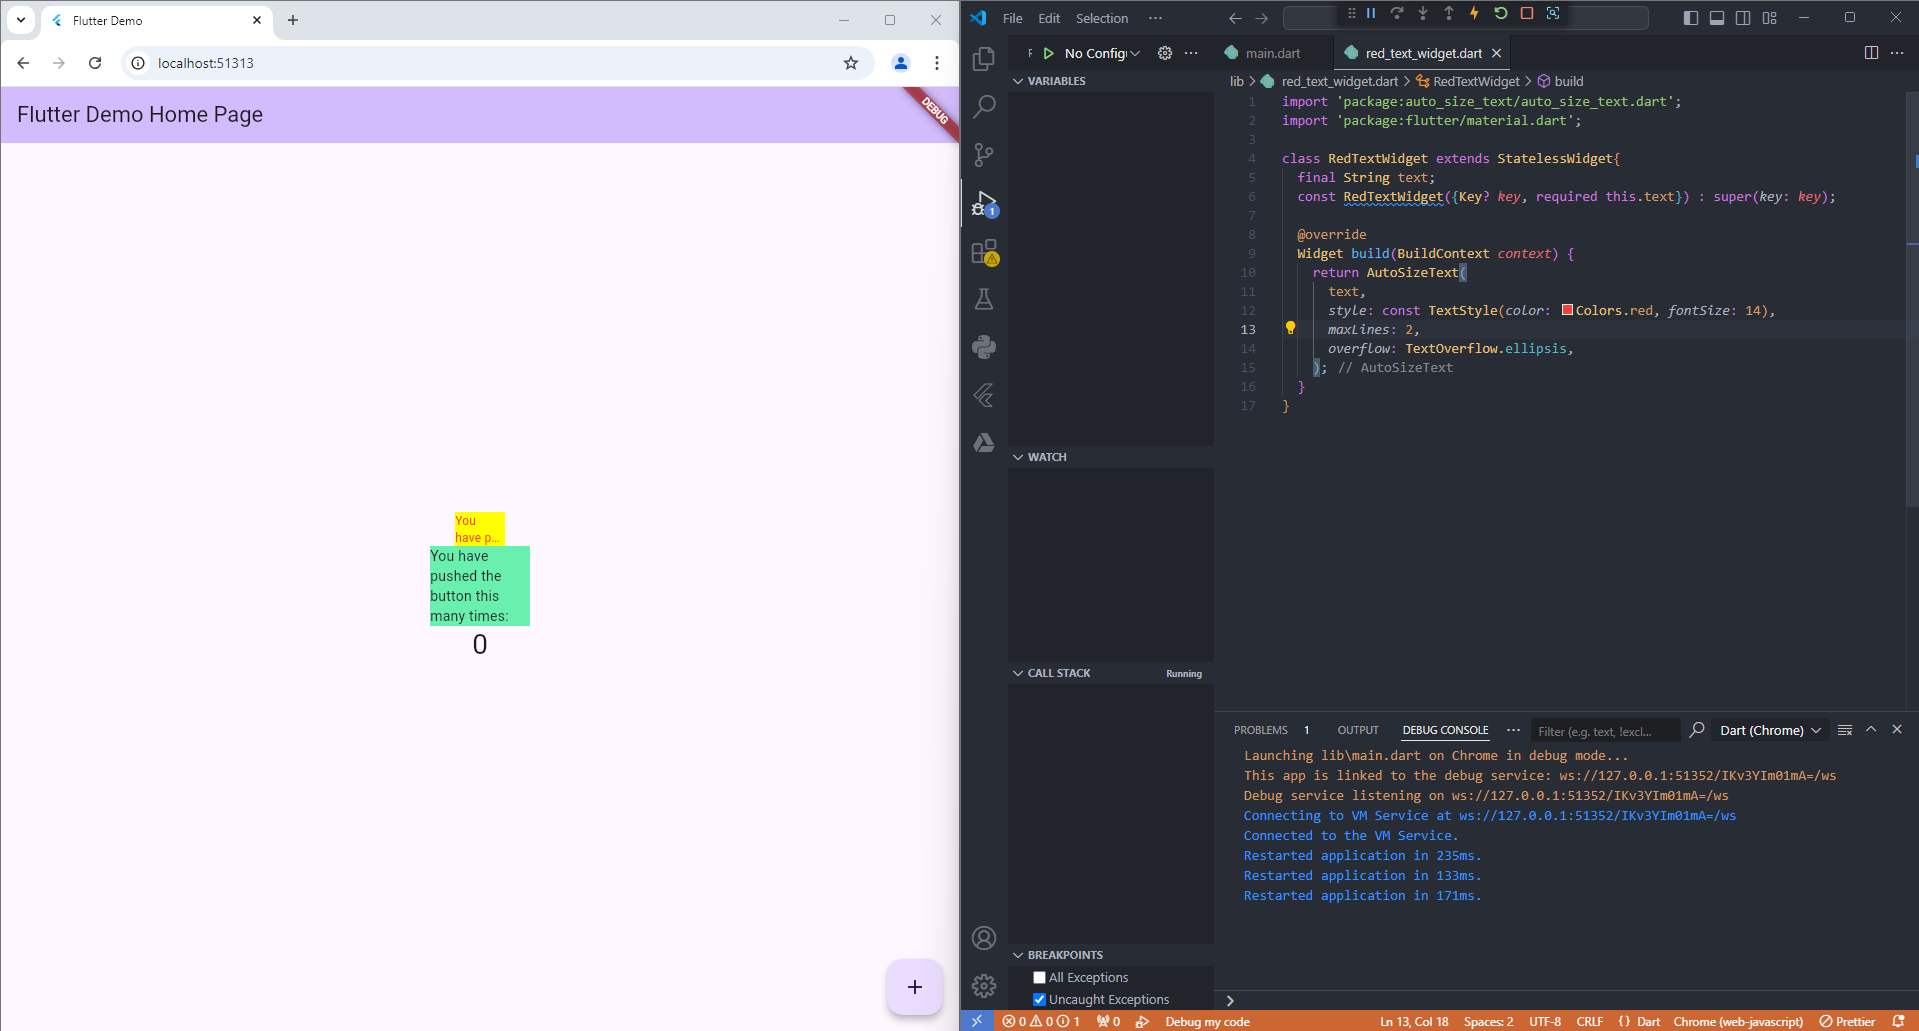 Flutter Demo
localhost:51313
Flutter Demo Home Page
DEBUG
You
have p...
You have
pushed the
button this
many times:
0
File Edit Selection
No Config
main.dart
red_text_widget.dart
VARIABLES
lib > red_text_widget.dart > RedTextWidget > build
1 import 'package:auto_size_text/auto_size_text.dart';
2 import 'package:flutter/material.dart';
3
4 class RedTextWidget extends StatelessWidget{
5 final String text;
6 const RedTextWidget({Key? key, required this.text}) : super(key: key);
7
8 @override
9 Widget build(BuildContext context) {
10 return AutoSizeText(
11 text,
12 style: const TextStyle(color: Colors.red, fontSize: 14),
13 maxLines: 2,
14 overflow: TextOverflow.ellipsis,
15 ); // AutoSizeText
16 }
17 }
1
WATCH
CALL STACK Running
BREAKPOINTS
All Exceptions
Uncaught Exceptions
PROBLEMS 1 OUTPUT DEBUG CONSOLE ··· Filter (e.g. text, !excl... Dart (Chrome)
Launching lib\main.dart on Chrome in debug mode...
This app is linked to the debug service: ws://127.0.0.1:51352/IKv3YIm01mA=/ws
Debug service listening on ws://127.0.0.1:51352/IKv3YIm01mA=/ws
Connecting to VM Service at ws://127.0.0.1:51352/IKv3YIm01mA=/ws
Connected to the VM Service.
Restarted application in 235ms.
Restarted application in 133ms.
Restarted application in 171ms.
0 0 1 0 Debug my code Ln 13, Col 18 Spaces: 2 UTF-8 CRLF {} Dart Chrome (web-javascript) Prettier